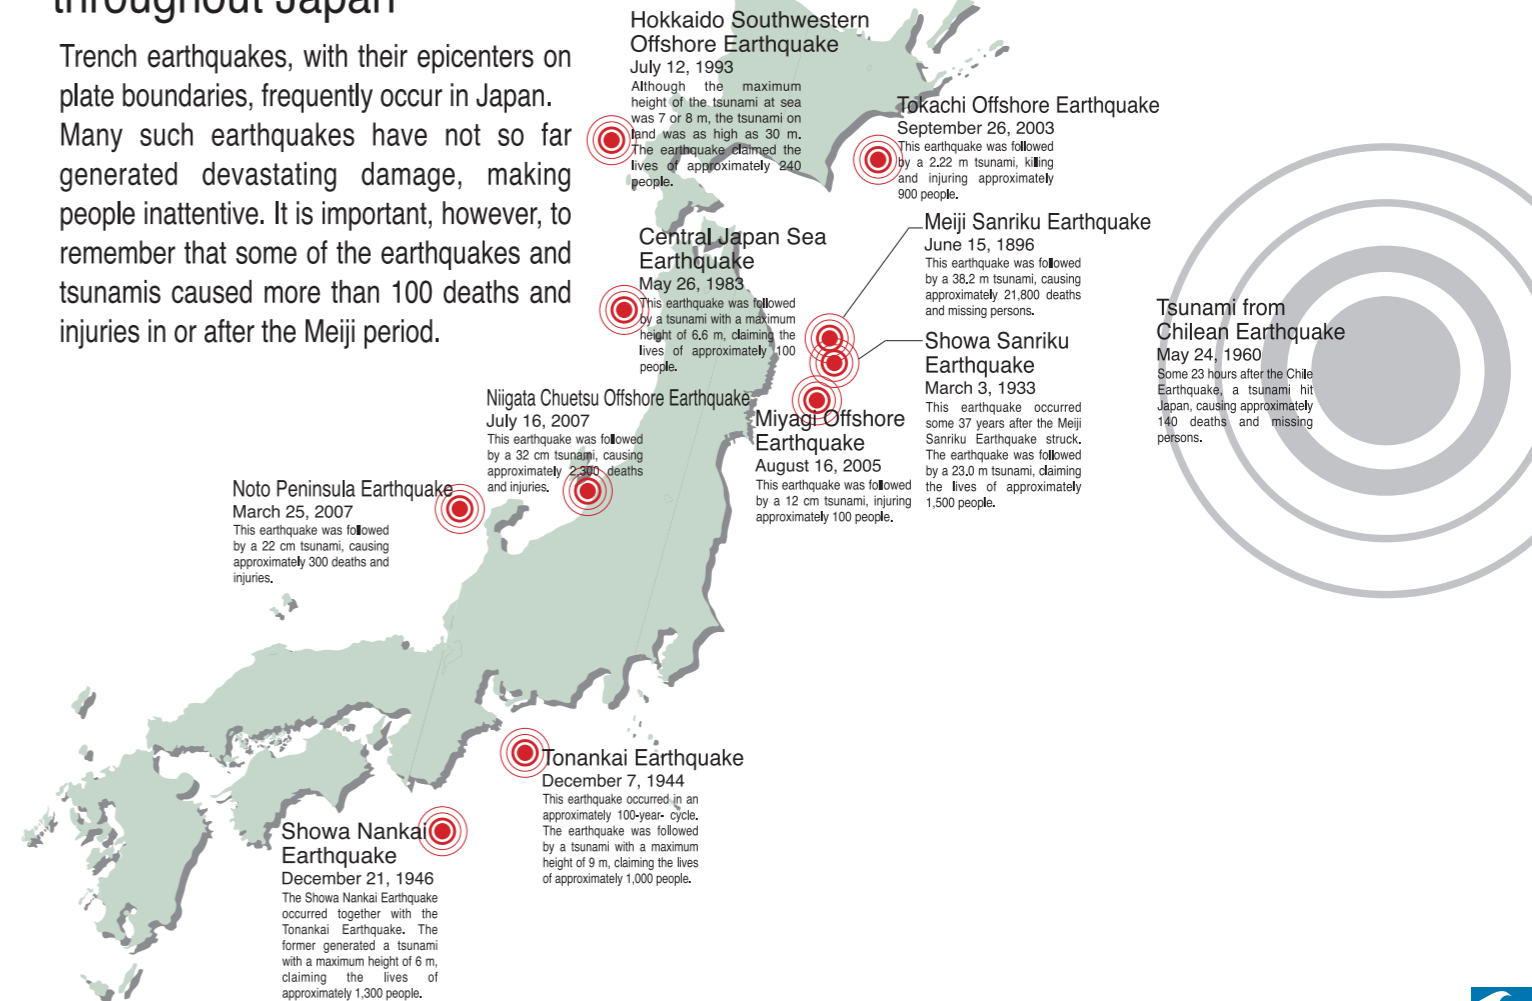 throughout Japan
Trench earthquakes, with their epicenters on
plate boundaries, frequently occur in Japan.
Many such earthquakes have not so far
generated devastating damage, making
people inattentive. It is important, however, to
remember that some of the earthquakes and
tsunamis caused more than 100 deaths and
injuries in or after the Meiji period.
Hokkaido Southwestern
Offshore Earthquake
July 12, 1993
Although the maximum
height of the tsunami at sea
was 7 or 8 m, the tsunami on
land was as high as 30 m.
The earthquake claimed the
lives of approximately 240
people.
Tokachi Offshore Earthquake
September 26, 2003
This earthquake was followed
by a 2.22 m tsunami, killing
and injuring approximately
900 people.
Central Japan Sea
Earthquake
May 26, 1983
This earthquake was followed
by a tsunami with a maximum
height of 6.6 m, claiming the
lives of approximately 100
people.
Meiji Sanriku Earthquake
June 15, 1896
This earthquake was followed
by a 38.2 m tsunami, causing
approximately 21,800 deaths
and missing persons.
Showa Sanriku
Earthquake
March 3, 1933
This earthquake occurred
some 37 years after the Meiji
Sanriku Earthquake struck.
The earthquake was followed
by a 23.0 m tsunami, claiming
the lives of approximately
1,500 people.
Tsunami from
Chilean Earthquake
May 24, 1960
Some 23 hours after the Chile
Earthquake, a tsunami hit
Japan, causing approximately
140 deaths and missing
persons.
Niigata Chuetsu Offshore Earthquake
July 16, 2007
This earthquake was followed
by a 32 cm tsunami, causing
approximately 2,300 deaths
and injuries.
Miyagi Offshore
Earthquake
August 16, 2005
This earthquake was followed
by a 12 cm tsunami, injuring
approximately 100 people.
Noto Peninsula Earthquake
March 25, 2007
This earthquake was followed
by a 22 cm tsunami, causing
approximately 300 deaths and
injuries.
Tonankai Earthquake
December 7, 1944
This earthquake occurred in an
approximately 100-year- cycle.
The earthquake was followed
by a tsunami with a maximum
height of 9 m, claiming the lives
of approximately 1,000 people.
Showa Nankai
Earthquake
December 21, 1946
The Showa Nankai Earthquake
occurred together with the
Tonankai Earthquake. The
former generated a tsunami
with a maximum height of 6 m,
claiming the lives of
approximately 1,300 people.